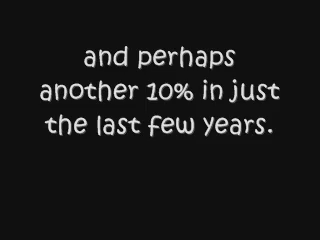 and perhaps
another 10% in just
the last few years.